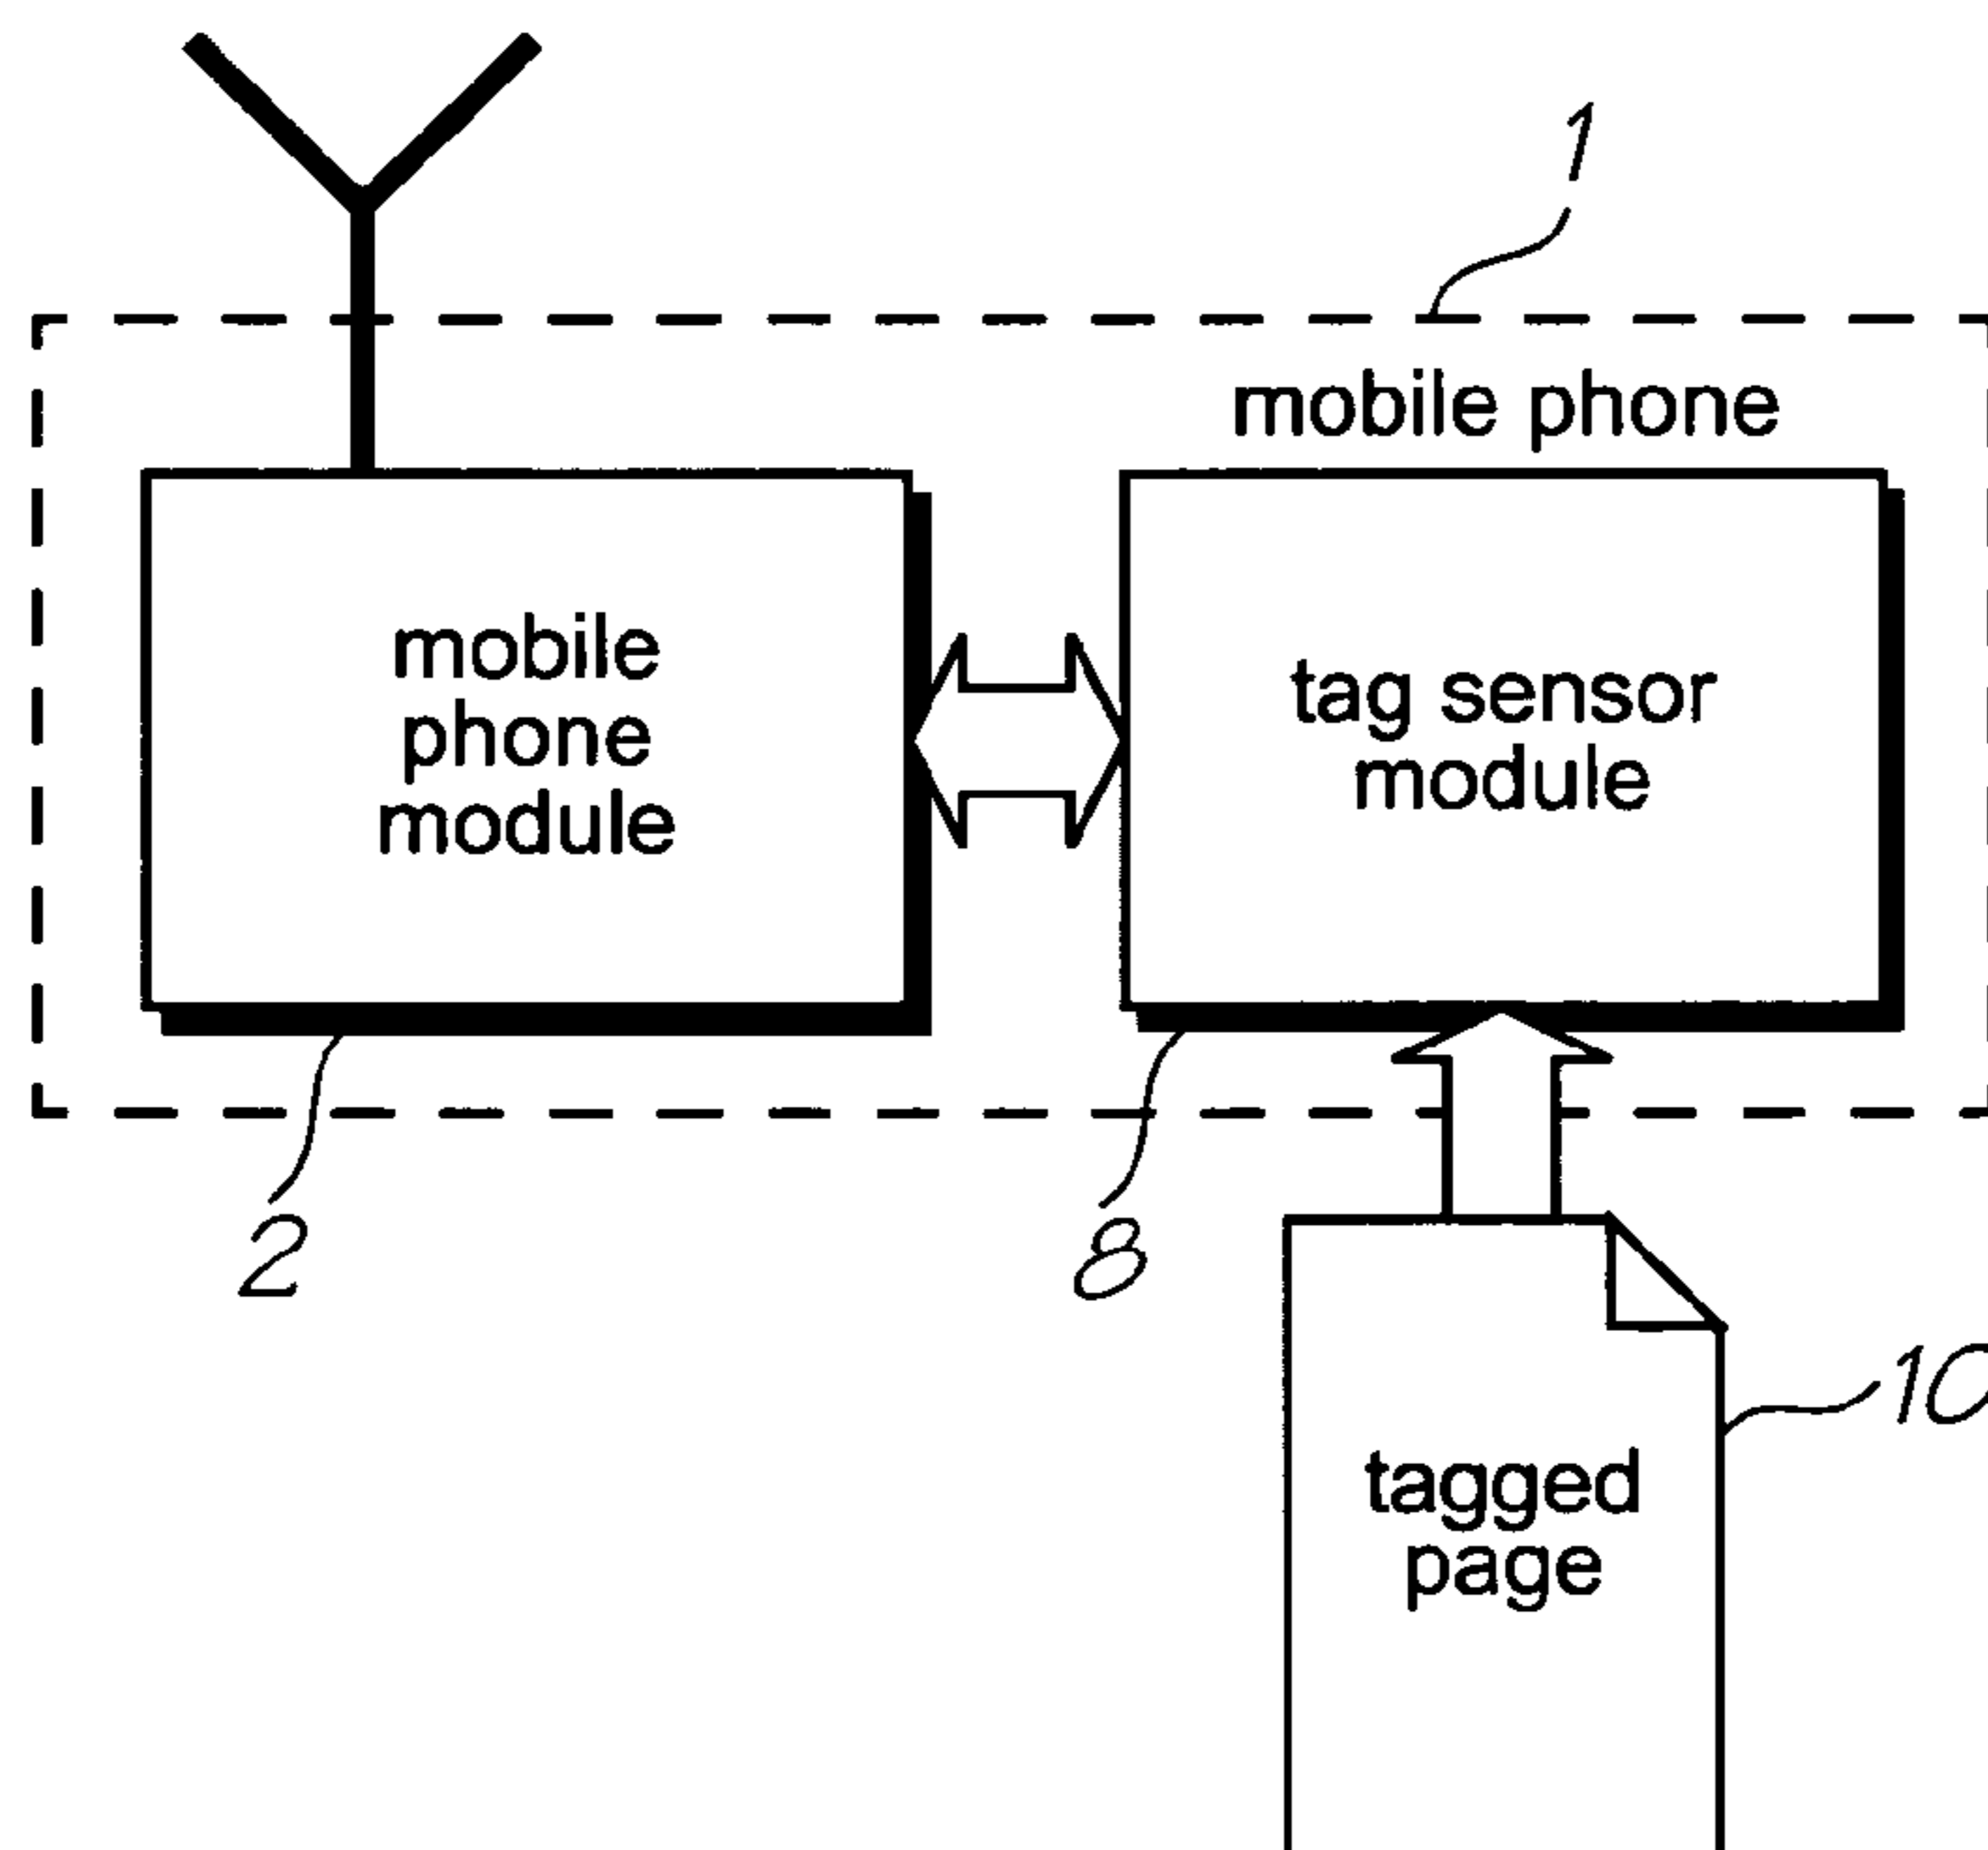 1
mobile phone
mobile
phone
module
tag sensor
module
2
8
10
tagged
page